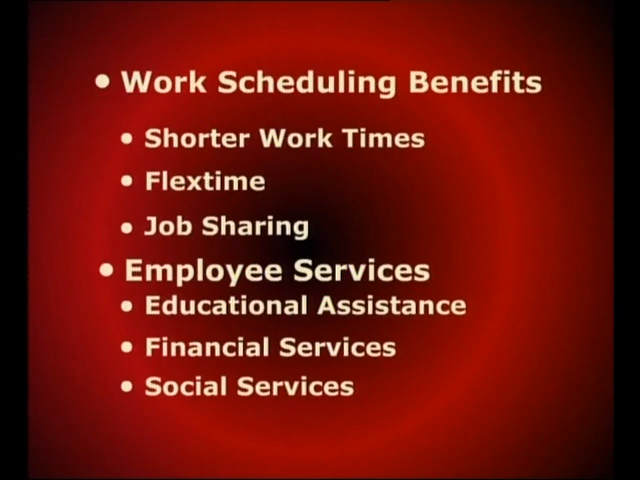 • Work Scheduling Benefits
• Shorter Work Times
• Flextime
• Job Sharing
• Employee Services
• Educational Assistance
• Financial Services
• Social Services